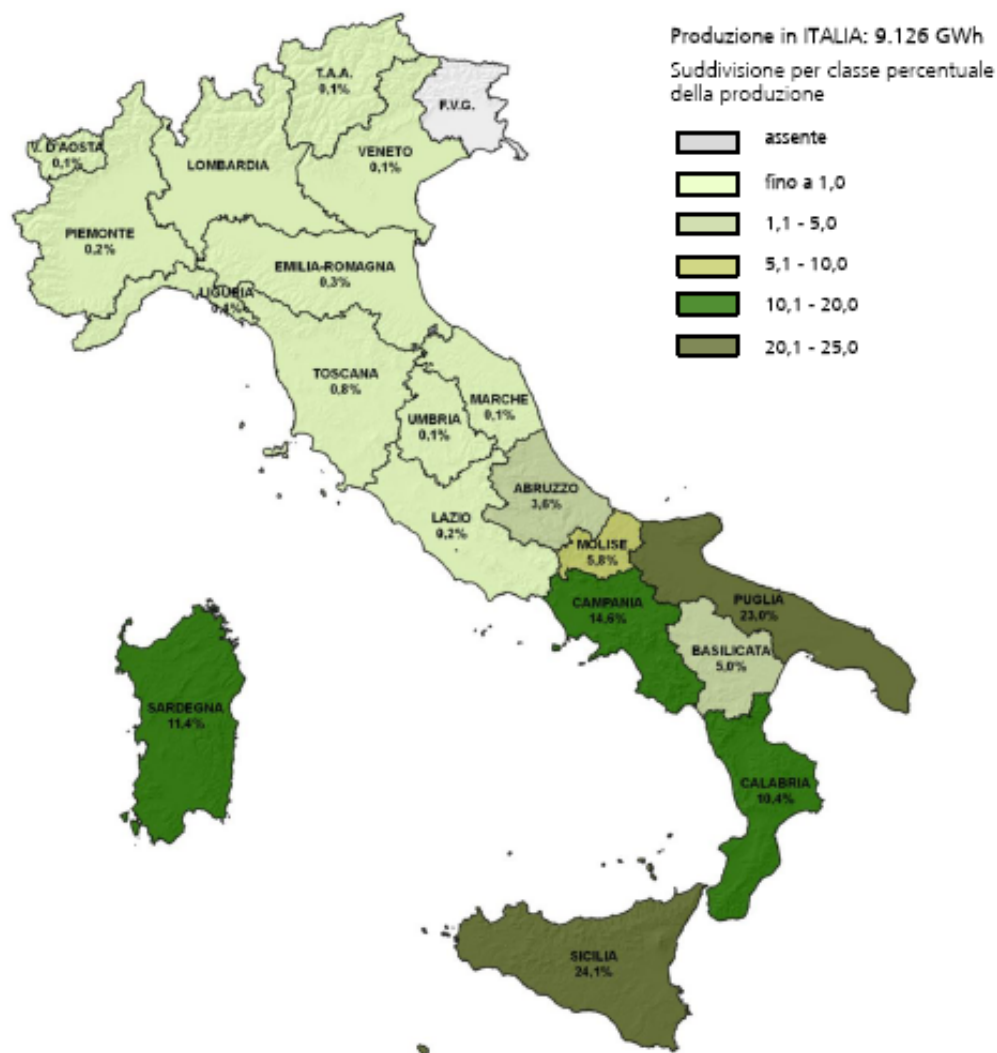 Produzione in ITALIA: 9.126 GWh
Suddivisione per classe percentuale
della produzione
assente
fino a 1,0
1,1 - 5,0
5,1 - 10,0
10,1 - 20,0
20,1 - 25,0
T.A.A.
0,1%
F.V.G.
V. D'AOSTA
0,1%
LOMBARDIA
VENETO
0,1%
PIEMONTE
0,2%
EMILIA-ROMAGNA
0,3%
LIGURIA
TOSCANA
0,8%
MARCHE
0,1%
UMBRIA
0,1%
ABRUZZO
3,6%
LAZIO
0,2%
MOLISE
5,8%
CAMPANIA
14,6%
PUGLIA
23,0%
BASILICATA
5,0%
SARDEGNA
11,4%
CALABRIA
10,4%
SICILIA
24,1%